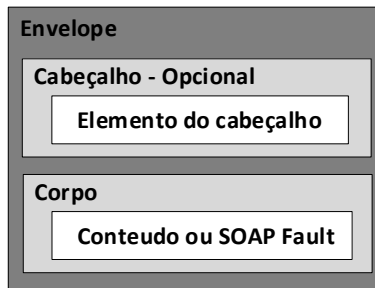 Envelope
Cabeçalho - Opcional
Elemento do cabeçalho
Corpo
Conteudo ou SOAP Fault